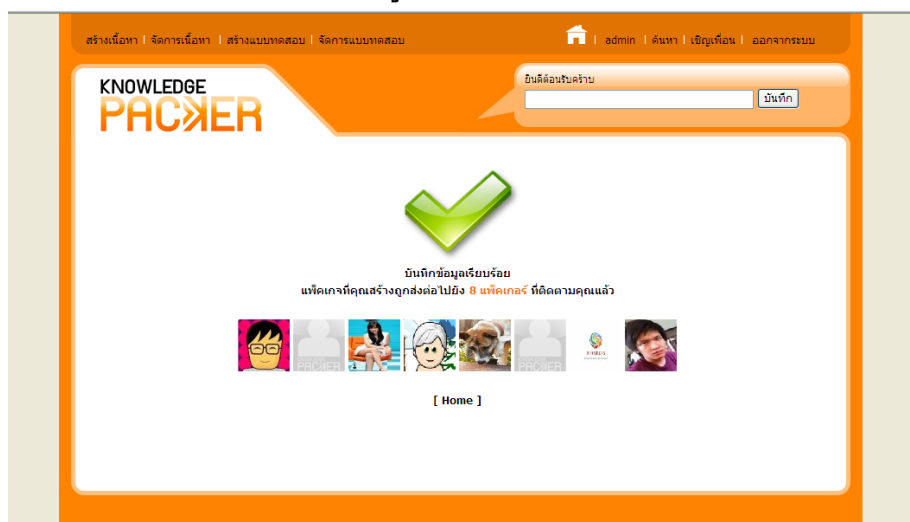 สร้างเนื้อหา | จัดการเนื้อหา | สร้างแบบทดสอบ | จัดการแบบทดสอบ
| admin | ค้นหา | เชิญเพื่อน | ออกจากระบบ
KNOWLEDGE
PACKER
ยินดีต้อนรับคร้าบ
บันทึก
บันทึกข้อมูลเรียบร้อย
แพ็คเกจที่คุณสร้างถูกส่งต่อไปยัง 8 แพ็คเกอร์ ที่ติดตามคุณแล้ว
PACKER
PACKER
[ Home ]